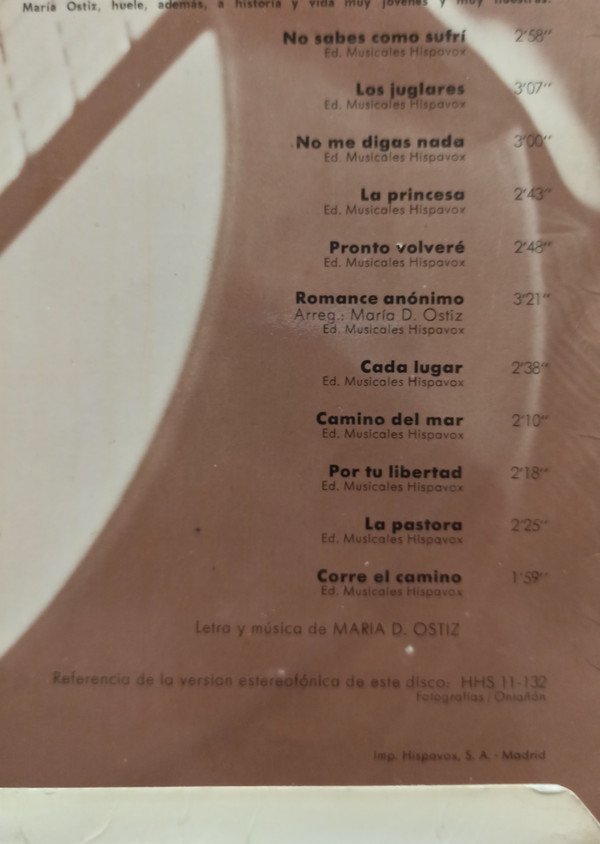 María Ostiz, huele, además, a historia y vida muy jóvenes y muy nuestras.
No sabes como sufrí 2'58''
Ed. Musicales Hispavox
Los juglares 3'07''
Ed. Musicales Hispavox
No me digas nada 3'00''
Ed. Musicales Hispavox
La princesa 2'43''
Ed. Musicales Hispavox
Pronto volveré 2'48''
Ed. Musicales Hispavox
Romance anónimo 3'21''
Arreg.: María D. Ostiz
Ed. Musicales Hispavox
Cada lugar 2'38''
Ed. Musicales Hispavox
Camino del mar 2'10''
Ed. Musicales Hispavox
Por tu libertad 2'18''
Ed. Musicales Hispavox
La pastora 2'25''
Ed. Musicales Hispavox
Corre el camino 1'59''
Ed. Musicales Hispavox
Letra y música de MARIA D. OSTIZ
Referencia de la version estereofónica de este disco: HHS 11-132
Fotografías / Ontañón
Imp. Hispavox, S. A. - Madrid